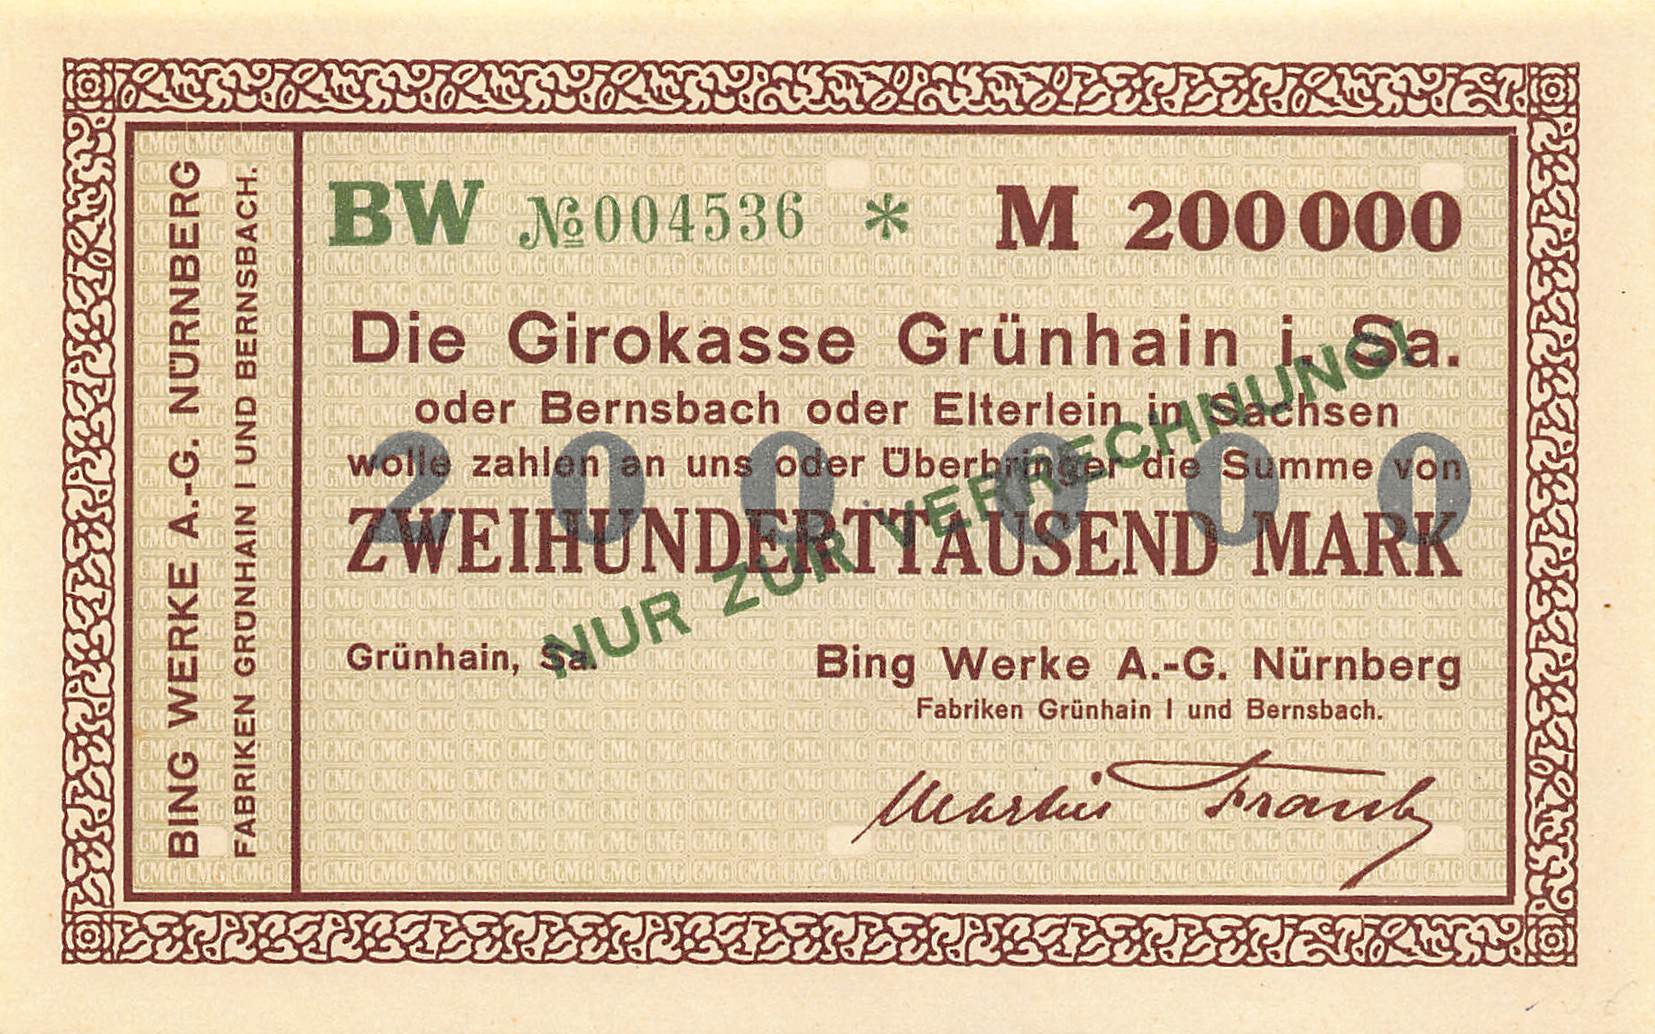 BING WERKE A.-G. NÜRNBERG
FABRIKEN GRÜNHAIN I UND BERNSBACH.
BW № 004536 * M 200000
Die Girokasse Grünhain i. Sa.
oder Bernsbach oder Elterlein in Sachsen
wolle zahlen an uns oder Überbringer die Summe von
200000
ZWEIHUNDERTTAUSEND MARK
NUR ZUR VERRECHNUNG!
Grünhain, Sa.
Bing Werke A.-G. Nürnberg
Fabriken Grünhain I und Bernsbach.